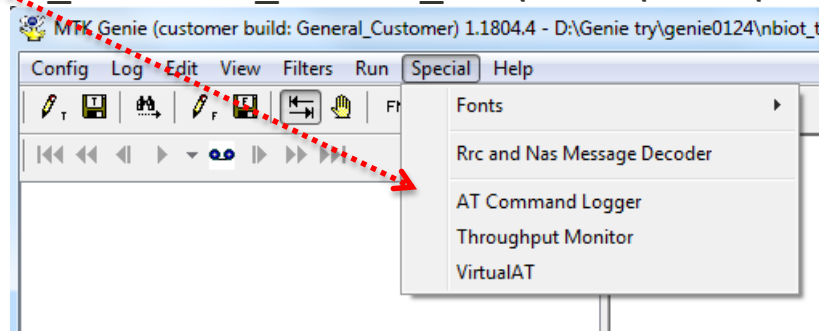 MTK Genie (customer build: General_Customer) 1.1804.4 - D:\Genie try\genie0124\nbiot_t
Config Log Edit View Filters Run Special Help
T F
Fonts
Rrc and Nas Message Decoder
AT Command Logger
Throughput Monitor
VirtualAT